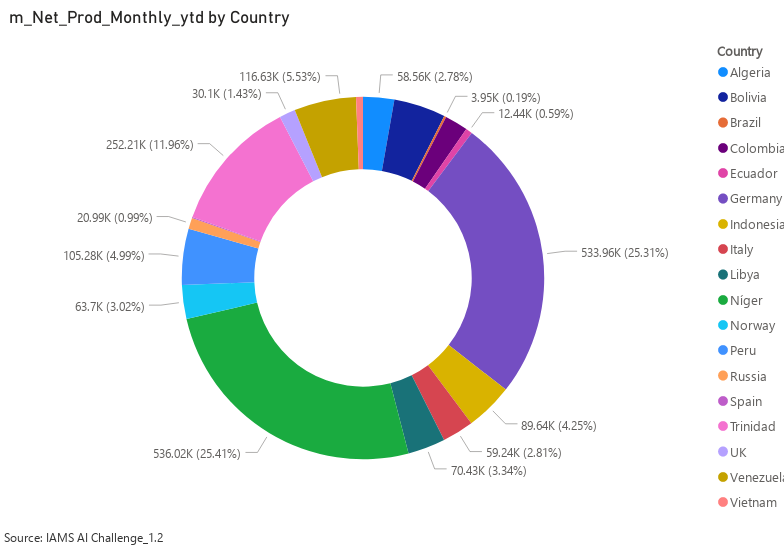 m_Net_Prod_Monthly_ytd by Country
Country
Algeria
Bolivia
Brazil
Colombia
Ecuador
Germany
Indonesia
Italy
Libya
Niger
Norway
Peru
Russia
Spain
Trinidad
UK
Venezuela
Vietnam
58.56K (2.78%)
3.95K (0.19%)
12.44K (0.59%)
533.96K (25.31%)
89.64K (4.25%)
59.24K (2.81%)
70.43K (3.34%)
536.02K (25.41%)
63.7K (3.02%)
105.28K (4.99%)
20.99K (0.99%)
252.21K (11.96%)
30.1K (1.43%)
116.63K (5.53%)
Source: IAMS AI Challenge_1.2